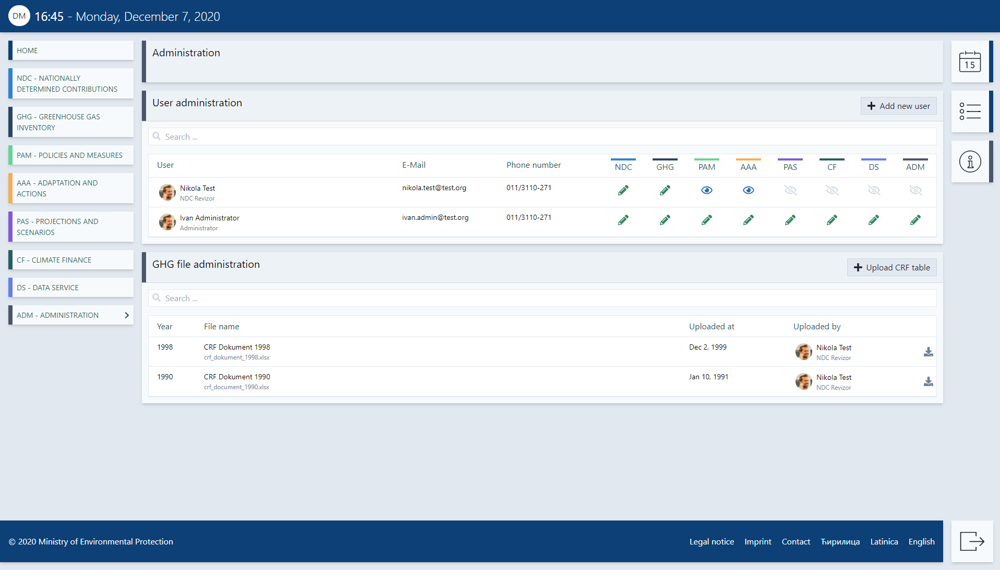 DM 16:45 - Monday, December 7, 2020
HOME
NDC - NATIONALLY
DETERMINED CONTRIBUTIONS
GHG - GREENHOUSE GAS
INVENTORY
PAM - POLICIES AND MEASURES
AAA - ADAPTATION AND
ACTIONS
PAS - PROJECTIONS AND
SCENARIOS
CF - CLIMATE FINANCE
DS - DATA SERVICE
ADM - ADMINISTRATION
Administration
User administration
Add new user
Search ...
User E-Mail Phone number NDC GHG PAM AAA PAS CF DS ADM
Nikola Test nikola.test@test.org 011/3110-271
NDC Revizor
Ivan Administrator ivan.admin@test.org 011/3110-271
Administrator
GHG file administration
Upload CRF table
Search ...
Year File name Uploaded at Uploaded by
1998 CRF Dokument 1998 Dec 2, 1999 Nikola Test
crf_dokument_1998.xlsx NDC Revizor
1990 CRF Dokument 1990 Jan 10, 1991 Nikola Test
crf_document_1990.xlsx NDC Revizor
15
© 2020 Ministry of Environmental Protection
Legal notice Imprint Contact Ћирилица Latinica English